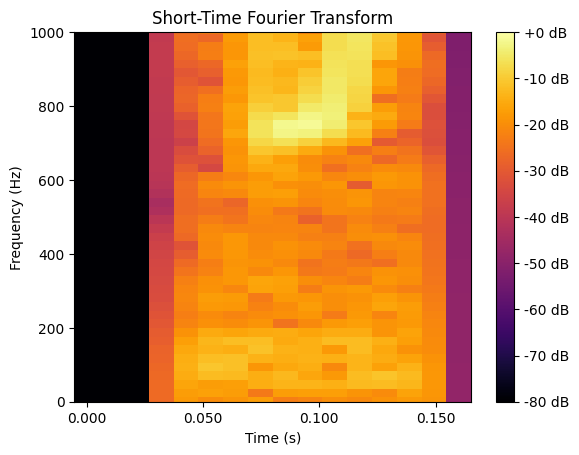 Short-Time Fourier Transform
1000
800
600
400
200
0
Frequency (Hz)
0.000
0.050
0.100
0.150
Time (s)
+0 dB
-10 dB
-20 dB
-30 dB
-40 dB
-50 dB
-60 dB
-70 dB
-80 dB